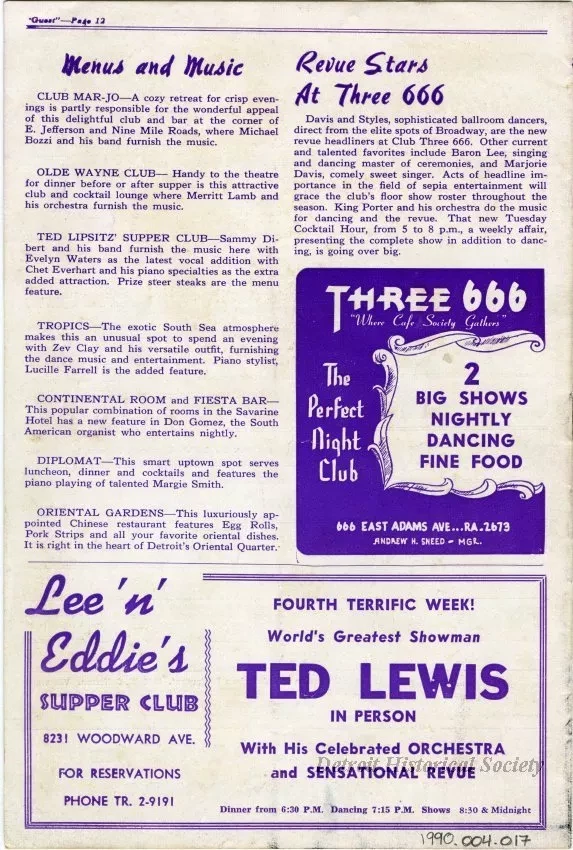 "Guest"—Page 12
Menus and Music
CLUB MAR-JO—A cozy retreat for crisp even-
ings is partly responsible for the wonderful appeal
of this delightful club and bar at the corner of
E. Jefferson and Nine Mile Roads, where Michael
Bozzi and his band furnish the music.
OLDE WAYNE CLUB— Handy to the theatre
for dinner before or after supper is this attractive
club and cocktail lounge where Merritt Lamb and
his orchestra furnish the music.
TED LIPSITZ' SUPPER CLUB—Sammy Di-
bert and his band furnish the music here with
Evelyn Waters as the latest vocal addition with
Chet Everhart and his piano specialties as the extra
added attraction. Prize steer steaks are the menu
feature.
TROPICS—The exotic South Sea atmosphere
makes this an unusual spot to spend an evening
with Zev Clay and his versatile outfit, furnishing
the dance music and entertainment. Piano stylist,
Lucille Farrell is the added feature.
CONTINENTAL ROOM and FIESTA BAR—
This popular combination of rooms in the Savarine
Hotel has a new feature in Don Gomez, the South
American organist who entertains nightly.
DIPLOMAT—This smart uptown spot serves
luncheon, dinner and cocktails and features the
piano playing of talented Margie Smith.
ORIENTAL GARDENS—This luxuriously ap-
pointed Chinese restaurant features Egg Rolls,
Pork Strips and all your favorite oriental dishes.
It is right in the heart of Detroit's Oriental Quarter.
Revue Stars
At Three 666
Davis and Styles, sophisticated ballroom dancers,
direct from the elite spots of Broadway, are the new
revue headliners at Club Three 666. Other current
and talented favorites include Baron Lee, singing
and dancing master of ceremonies, and Marjorie
Davis, comely sweet singer. Acts of headline im-
portance in the field of sepia entertainment will
grace the club's floor show roster throughout the
season. King Porter and his orchestra do the music
for dancing and the revue. That new Tuesday
Cocktail Hour, from 5 to 8 p.m., a weekly affair,
presenting the complete show in addition to danc-
ing, is going over big.
THREE 666
"Where Cafe Society Gathers"
The
Perfect
Night
Club
2
BIG SHOWS
NIGHTLY
DANCING
FINE FOOD
666 EAST ADAMS AVE...RA.2673
ANDREW H. SNEED - MGR.
Lee 'n'
Eddie's
SUPPER CLUB
8231 WOODWARD AVE.
FOR RESERVATIONS
PHONE TR. 2-9191
FOURTH TERRIFIC WEEK!
World's Greatest Showman
TED LEWIS
IN PERSON
With His Celebrated ORCHESTRA
and SENSATIONAL REVUE
Dinner from 6:30 P.M. Dancing 7:15 P.M. Shows 8:30 & Midnight
Detroit Historical Society
1990.004.017